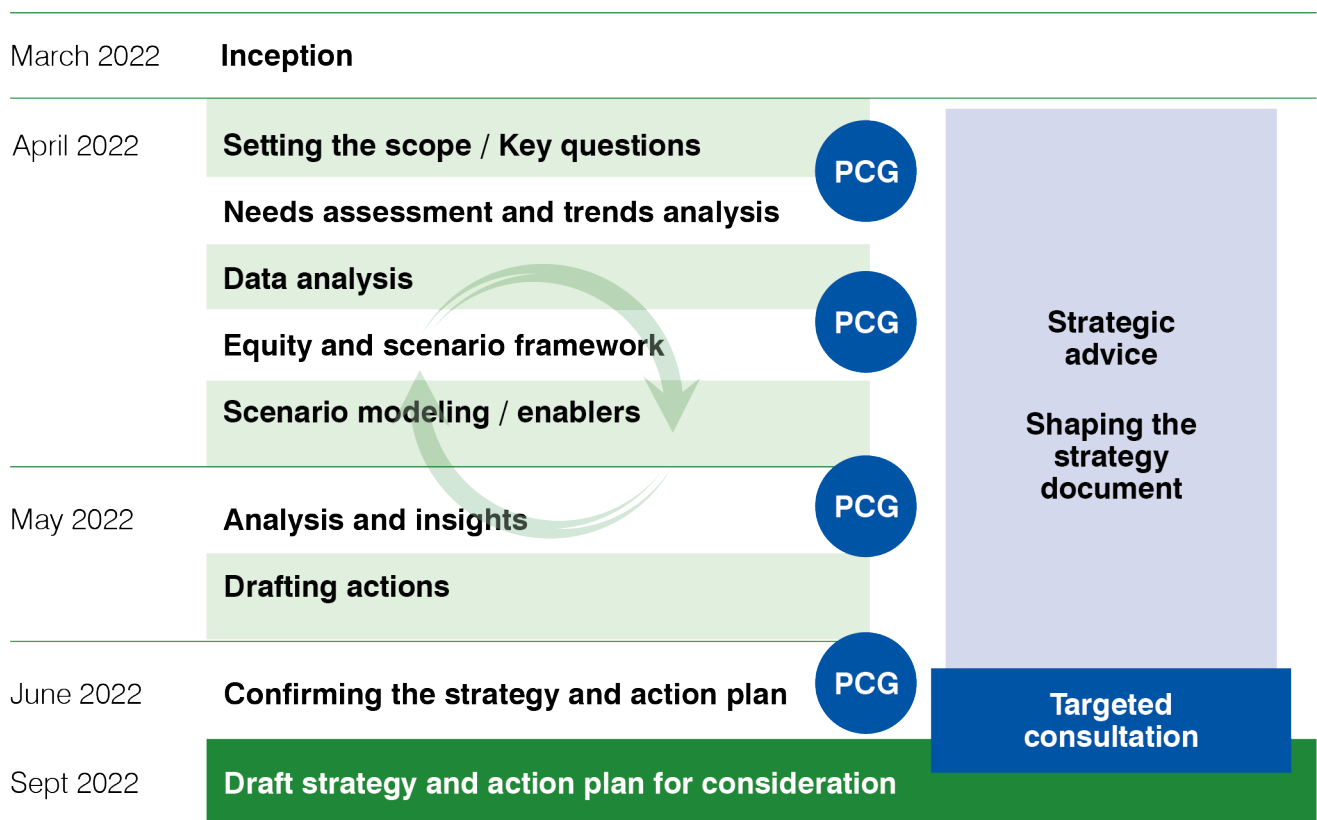 March 2022
Inception
April 2022
Setting the scope / Key questions
PCG
Needs assessment and trends analysis
Data analysis
PCG
Equity and scenario framework
Scenario modeling / enablers
Strategic
advice
Shaping the
strategy
document
May 2022
Analysis and insights
PCG
Drafting actions
June 2022
Confirming the strategy and action plan
PCG
Targeted
consultation
Sept 2022
Draft strategy and action plan for consideration